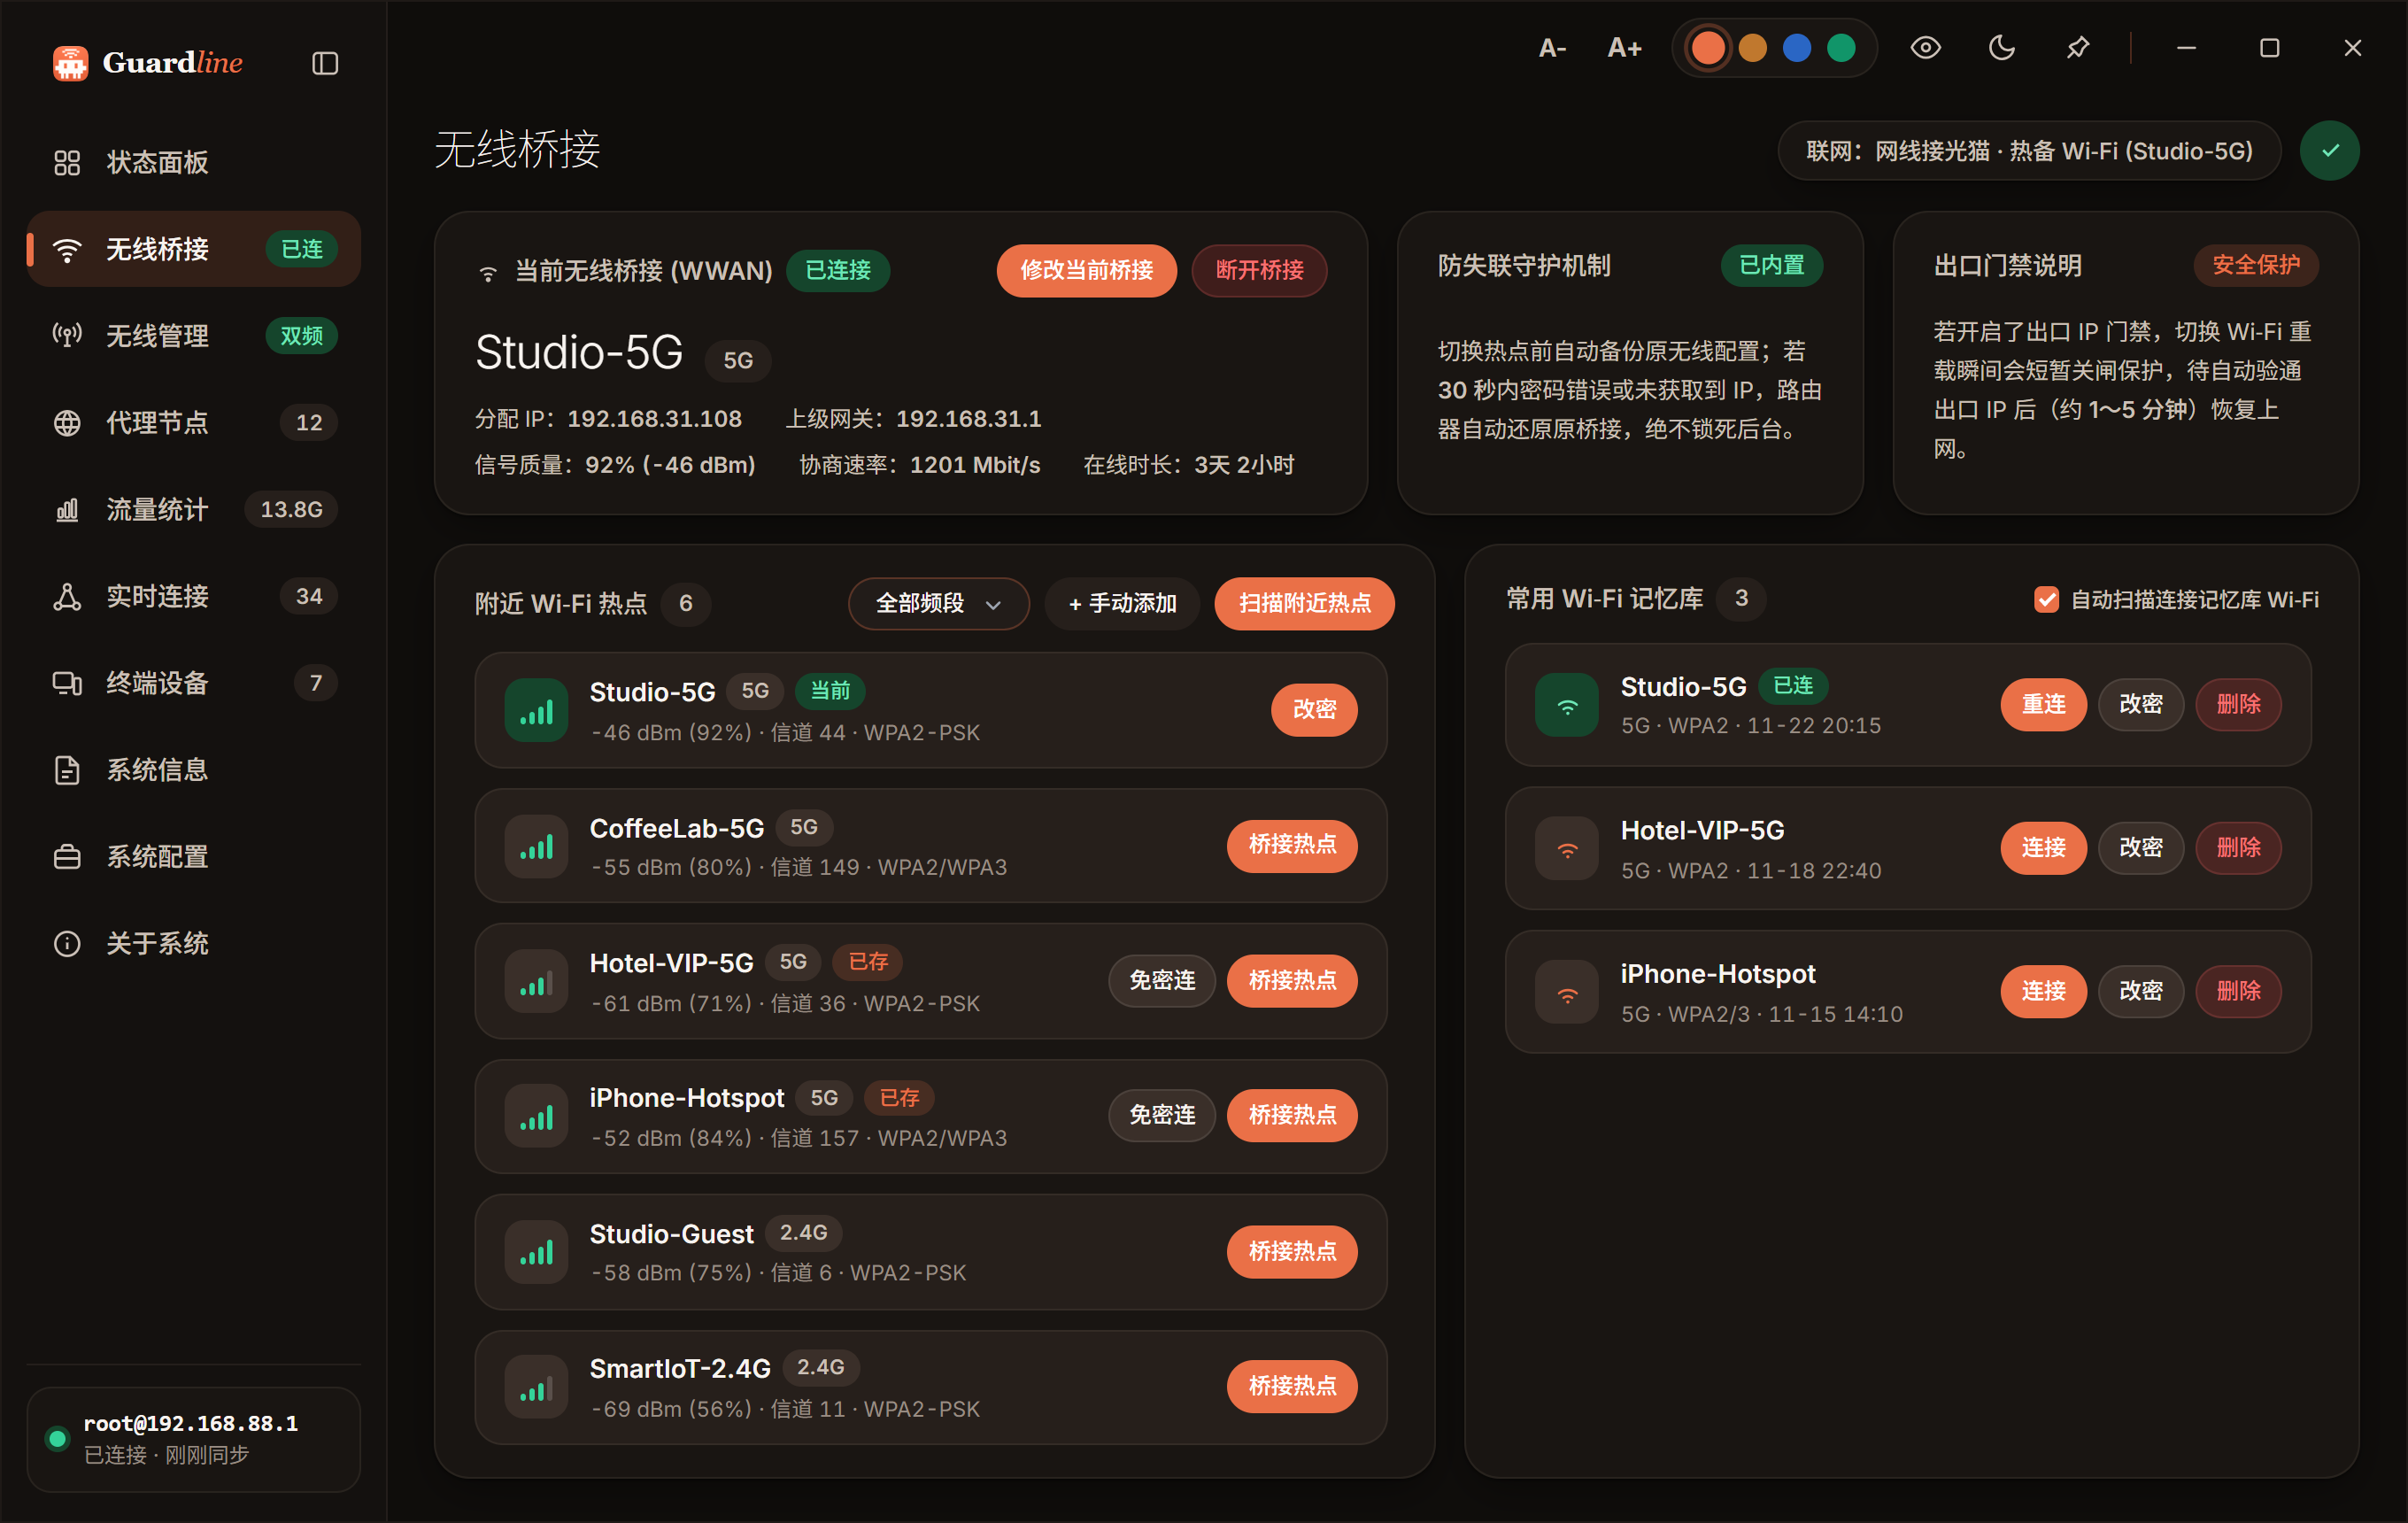 Guardline
A- A+
状态面板
无线桥接 已连
无线管理 双频
代理节点 12
流量统计 13.8G
实时连接 34
终端设备 7
系统信息
系统配置
关于系统
root@192.168.88.1
已连接 · 刚刚同步
无线桥接
联网：网线接光猫 · 热备 Wi-Fi (Studio-5G)
当前无线桥接 (WWAN) 已连接 修改当前桥接 断开桥接
Studio-5G 5G
分配 IP：192.168.31.108 上级网关：192.168.31.1
信号质量：92% (-46 dBm) 协商速率：1201 Mbit/s 在线时长：3天 2小时
防失联守护机制 已内置
切换热点前自动备份原无线配置；若
30 秒内密码错误或未获取到 IP，路由
器自动还原原桥接，绝不锁死后台。
出口门禁说明 安全保护
若开启了出口 IP 门禁，切换 Wi-Fi 重
载瞬间会短暂关闸保护，待自动验通
出口 IP 后（约 1～5 分钟）恢复上
网。
附近 Wi-Fi 热点 6 全部频段 + 手动添加 扫描附近热点
Studio-5G 5G 当前 改密
-46 dBm (92%) · 信道 44 · WPA2-PSK
CoffeeLab-5G 5G 桥接热点
-55 dBm (80%) · 信道 149 · WPA2/WPA3
Hotel-VIP-5G 5G 已存 免密连 桥接热点
-61 dBm (71%) · 信道 36 · WPA2-PSK
iPhone-Hotspot 5G 已存 免密连 桥接热点
-52 dBm (84%) · 信道 157 · WPA2/WPA3
Studio-Guest 2.4G 桥接热点
-58 dBm (75%) · 信道 6 · WPA2-PSK
SmartIoT-2.4G 2.4G 桥接热点
-69 dBm (56%) · 信道 11 · WPA2-PSK
常用 Wi-Fi 记忆库 3 自动扫描连接记忆库 Wi-Fi
Studio-5G 已连 重连 改密 删除
5G · WPA2 · 11-22 20:15
Hotel-VIP-5G 连接 改密 删除
5G · WPA2 · 11-18 22:40
iPhone-Hotspot 连接 改密 删除
5G · WPA2/3 · 11-15 14:10